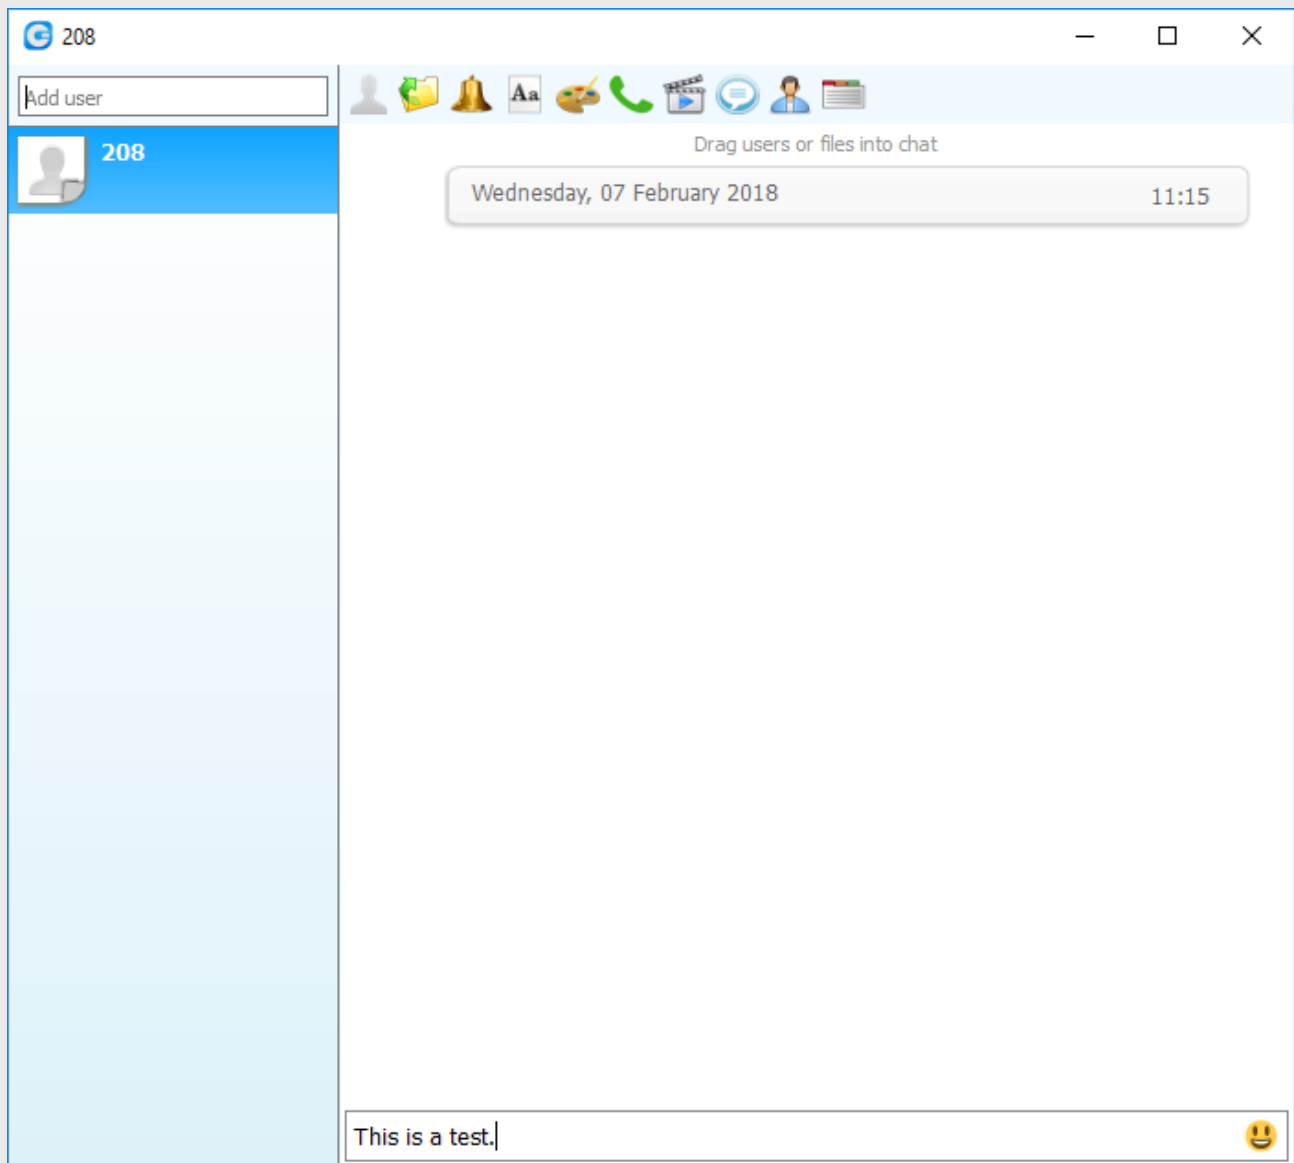 208
Add user
208
Aa
Drag users or files into chat
Wednesday, 07 February 2018 11:15
This is a test.